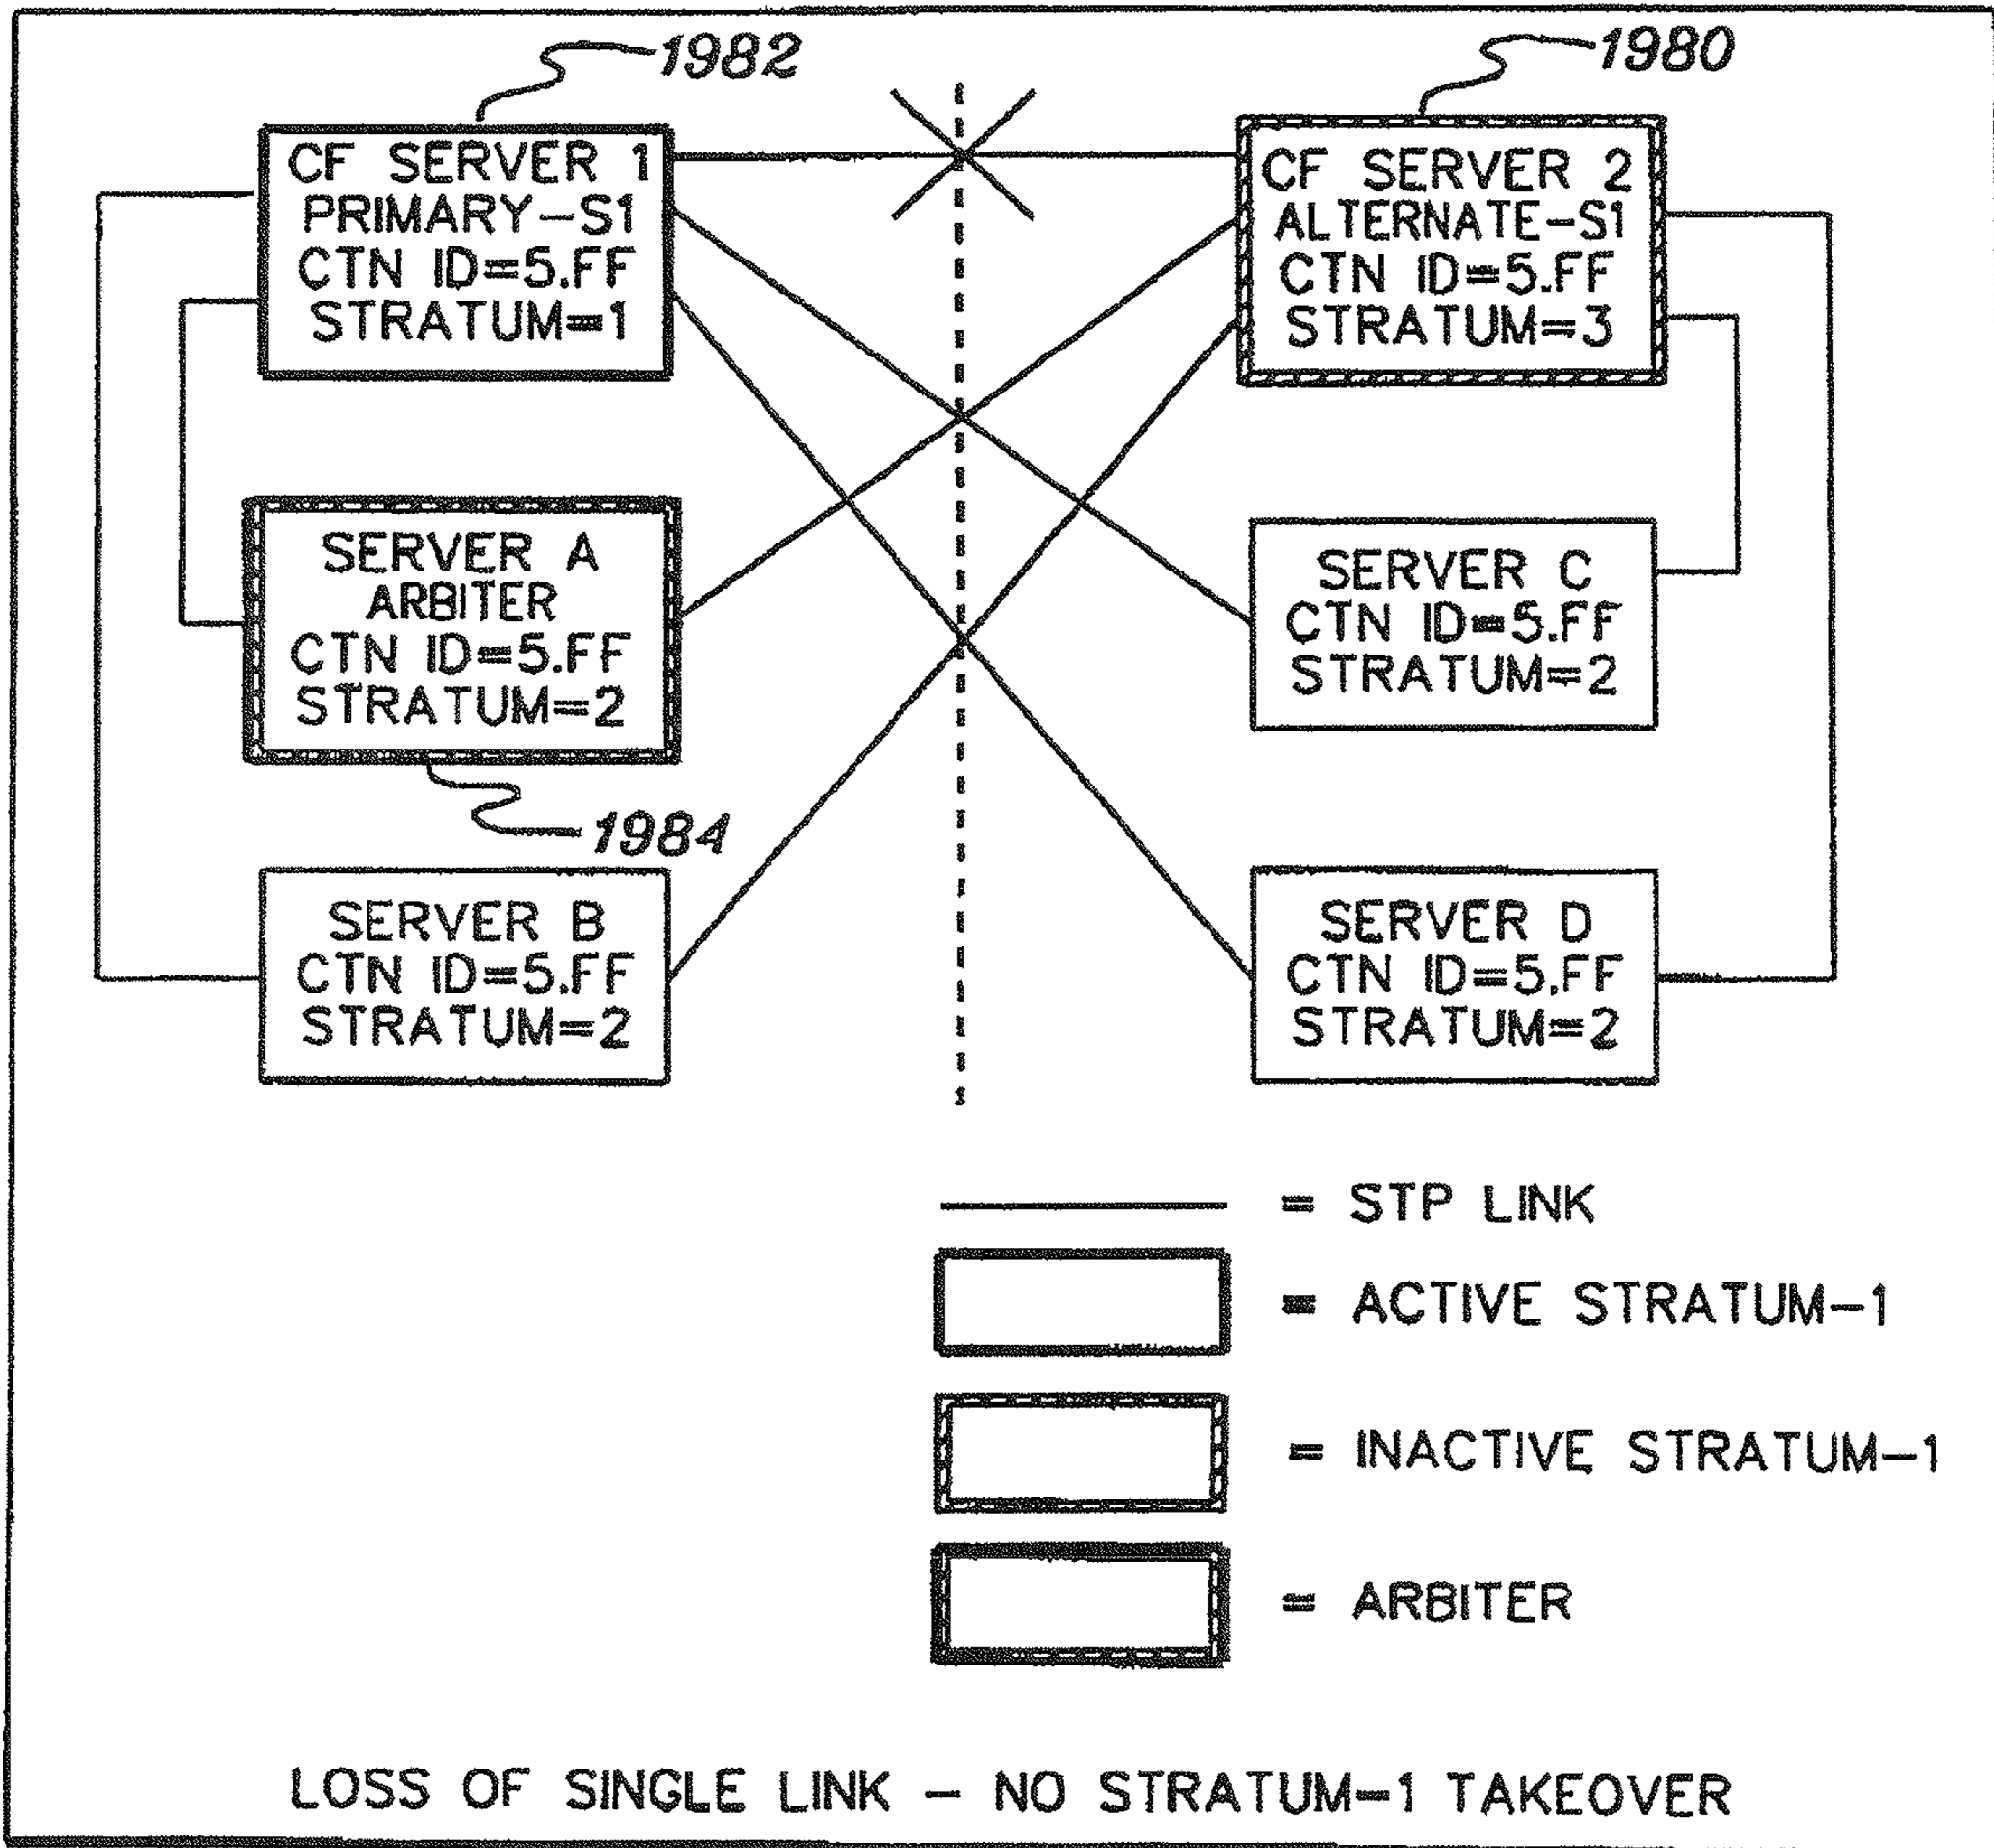 1982
1980
CF SERVER 1
PRIMARY-S1
CTN ID=5.FF
STRATUM=1
CF SERVER 2
ALTERNATE-S1
CTN ID=5.FF
STRATUM=3
SERVER A
ARBITER
CTN ID=5.FF
STRATUM=2
1984
SERVER C
CTN ID=5.FF
STRATUM=2
SERVER B
CTN ID=5.FF
STRATUM=2
SERVER D
CTN ID=5.FF
STRATUM=2
= STP LINK
= ACTIVE STRATUM-1
= INACTIVE STRATUM-1
= ARBITER
LOSS OF SINGLE LINK - NO STRATUM-1 TAKEOVER